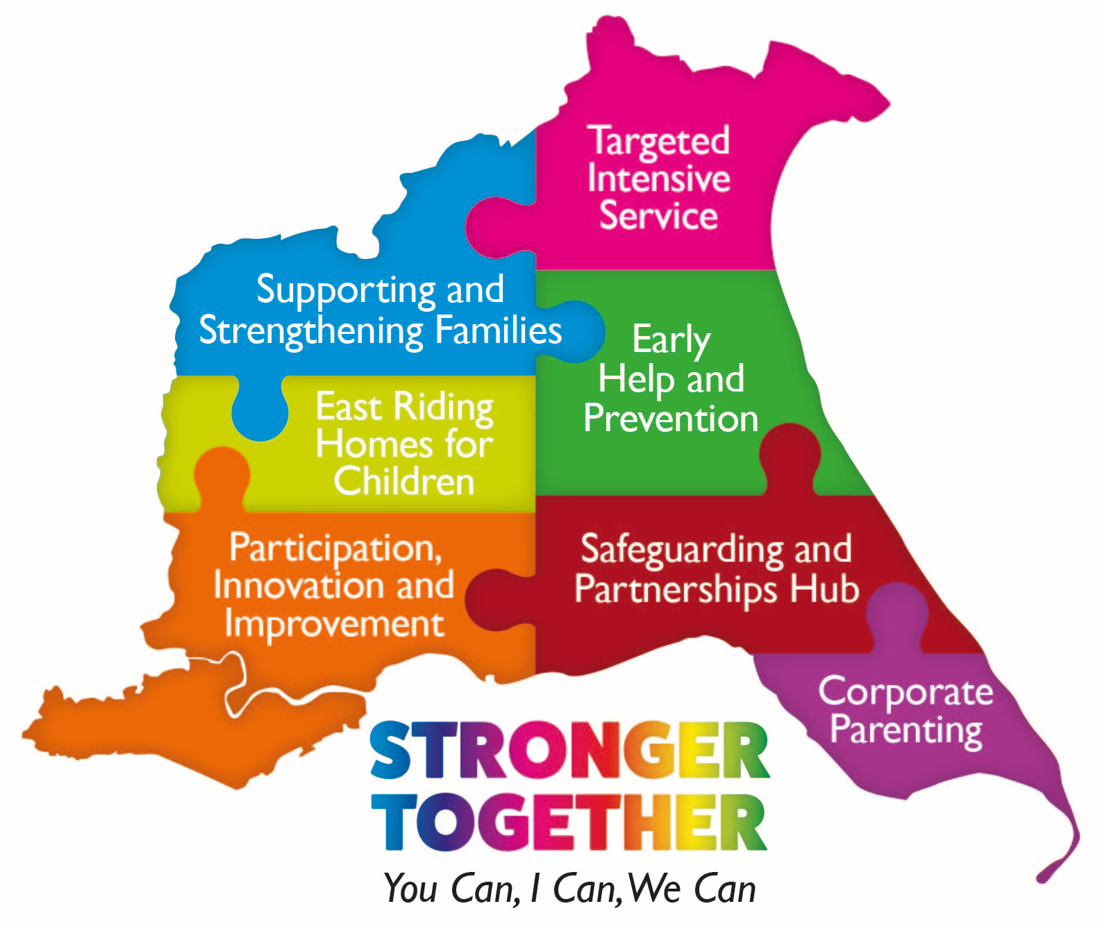 Targeted
Intensive
Service
Supporting and
Strengthening Families
Early
Help and
Prevention
East Riding
Homes for
Children
Participation,
Innovation and
Improvement
Safeguarding and
Partnerships Hub
Corporate
Parenting
STRONGER
TOGETHER
You Can, I Can, We Can